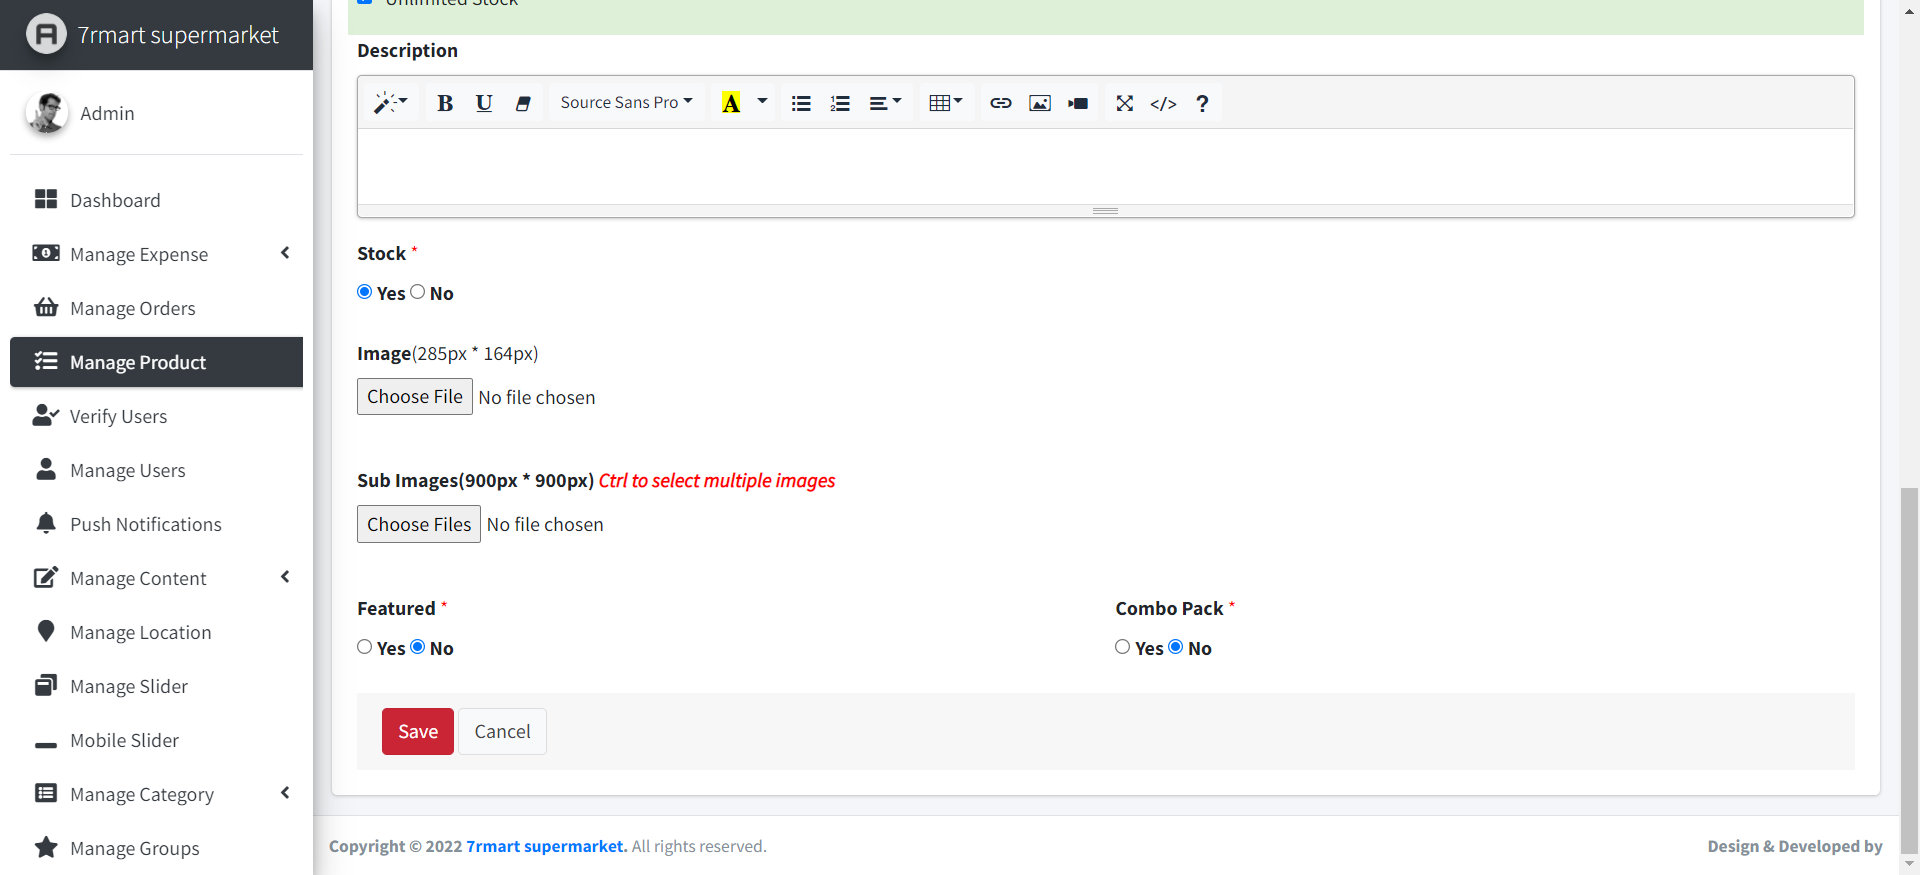 7rmart supermarket
Admin
Dashboard
Manage Expense
Manage Orders
Manage Product
Verify Users
Manage Users
Push Notifications
Manage Content
Manage Location
Manage Slider
Mobile Slider
Manage Category
Manage Groups
Unlimited Stock
Description
B U Source Sans Pro A </> ?
Stock *
Yes No
Image(285px * 164px)
Choose File No file chosen
Sub Images(900px * 900px) Ctrl to select multiple images
Choose Files No file chosen
Featured *
Yes No
Combo Pack *
Yes No
Save Cancel
Copyright © 2022 7rmart supermarket. All rights reserved.
Design & Developed by